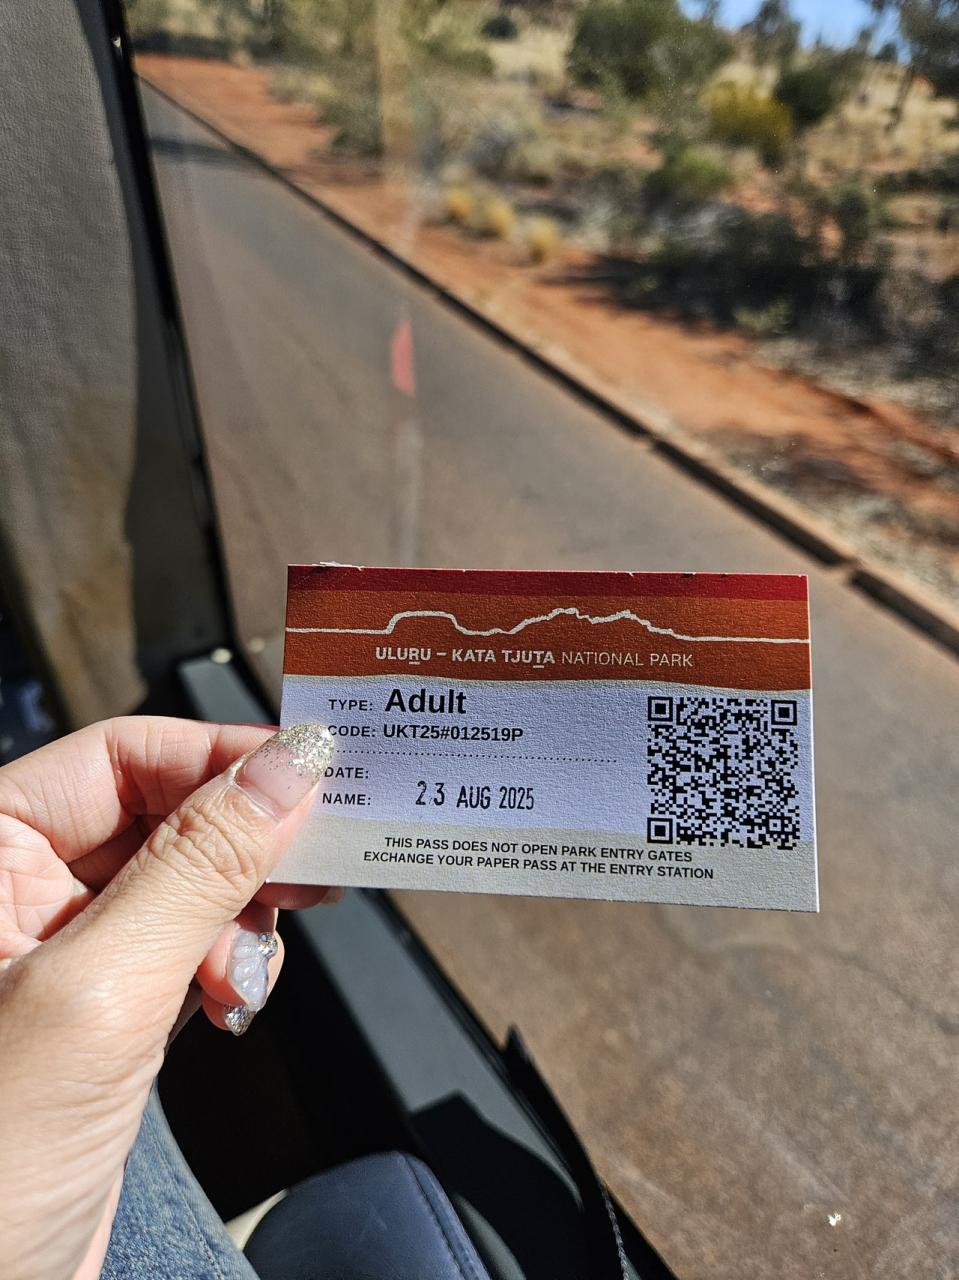 ULURU – KATA TJUṮA NATIONAL PARK
TYPE: Adult
CODE: UKT25#012519P
DATE:
NAME: 23 AUG 2025
THIS PASS DOES NOT OPEN PARK ENTRY GATES
EXCHANGE YOUR PAPER PASS AT THE ENTRY STATION